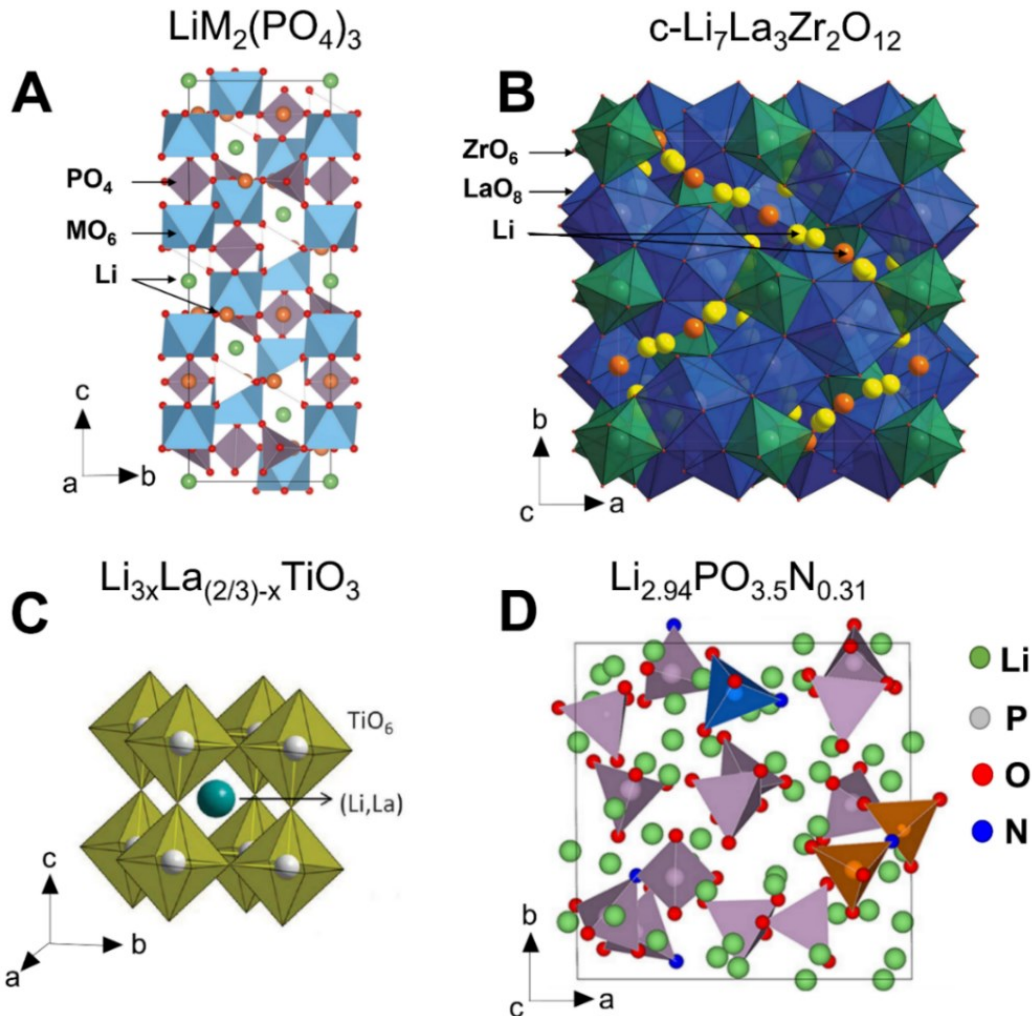 LiM₂(PO₄)₃
A
PO₄
MO₆
Li
c
a
b
c-Li₇La₃Zr₂O₁₂
B
ZrO₆
LaO₈
Li
b
c
a
Li₃ₓLa₍₂/₃₎₋ₓTiO₃
C
TiO₆
(Li,La)
c
b
a
Li₂.₉₄PO₃.₅N₀.₃₁
D
Li
P
O
N
b
c
a